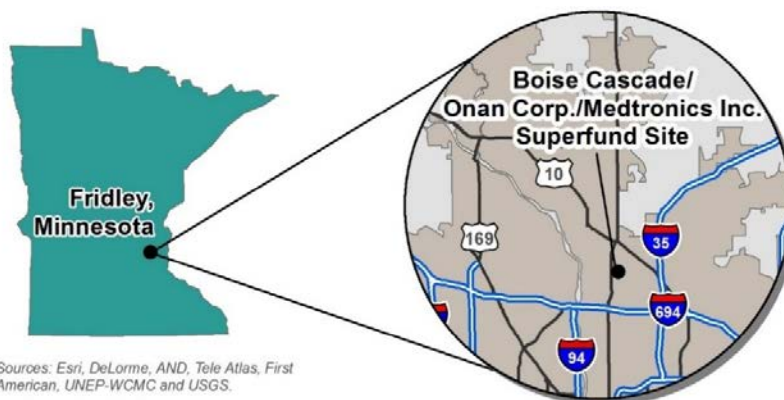 Boise Cascade/
Onan Corp./Medtronics Inc.
Superfund Site
Fridley,
Minnesota
10
169
35
694
94
Sources: Esri, DeLorme, AND, Tele Atlas, First
American, UNEP-WCMC and USGS.